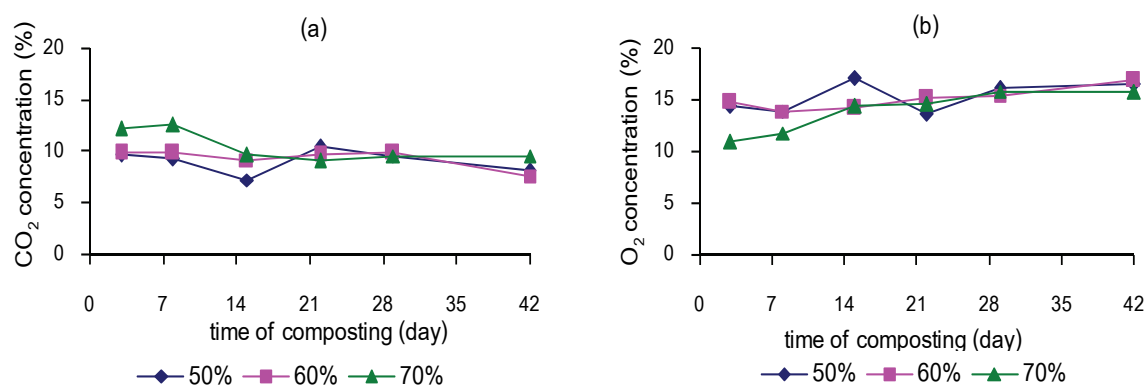 (a)
CO2 concentration (%)
20
15
10
5
0
0 7 14 21 28 35 42
time of composting (day)
50% 60% 70%
(b)
O2 concentration (%)
20
15
10
5
0
0 7 14 21 28 35 42
time of composting (day)
50% 60% 70%